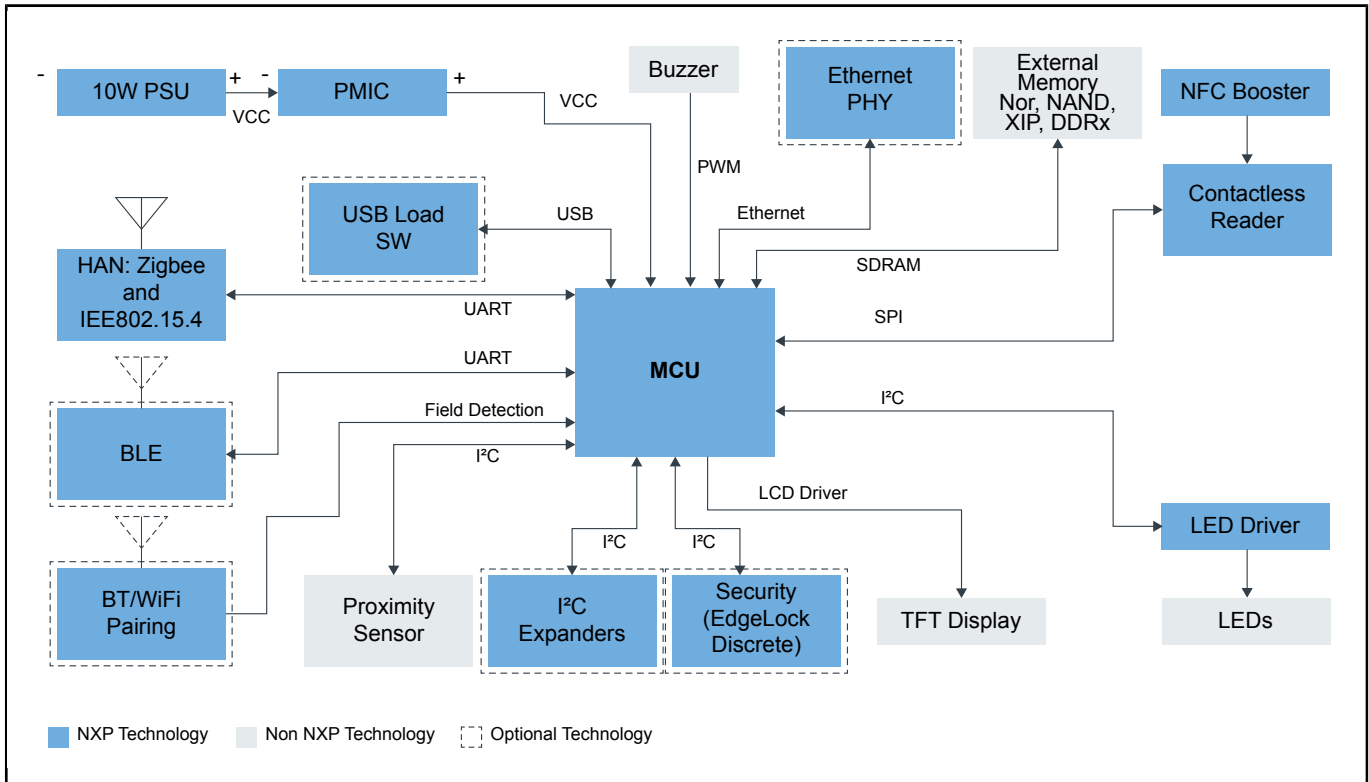 - 10W PSU + - PMIC +
VCC
VCC
Buzzer
PWM
Ethernet
PHY
Ethernet
External
Memory
Nor, NAND,
XIP, DDRx
SDRAM
NFC Booster
Contactless
Reader
SPI
USB Load
SW
USB
HAN: Zigbee
and
IEE802.15.4
UART
UART
MCU
BLE
Field Detection
I²C
I²C
BT/WiFi
Pairing
Proximity
Sensor
I²C
I²C
Expanders
I²C
Security
(EdgeLock
Discrete)
LCD Driver
TFT Display
LED Driver
LEDs
NXP Technology
Non NXP Technology
Optional Technology